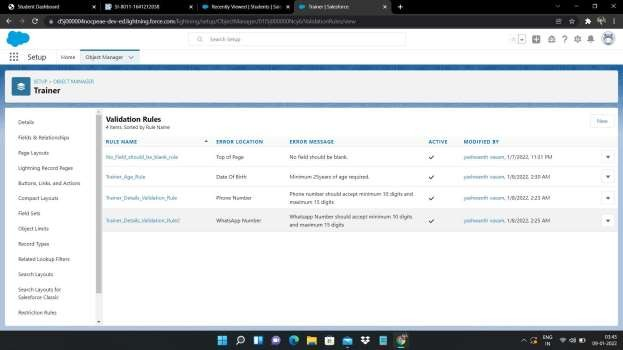 Student Dashboard
SI-8011-1641212038
Recently Viewed | Students | Sa
Trainer | Salesforce
lightning.force.com/lightning/setup/ObjectManager/
/ValidationRules/view
Search Setup
Setup
Home
Object Manager
SETUP > OBJECT MANAGER
Trainer
Details
Fields & Relationships
Page Layouts
Lightning Record Pages
Buttons, Links, and Actions
Compact Layouts
Field Sets
Object Limits
Record Types
Related Lookup Filters
Search Layouts
Search Layouts for
Salesforce Classic
Restriction Rules
Validation Rules
4 items, Sorted by Rule Name
New
RULE NAME ERROR LOCATION ERROR MESSAGE ACTIVE MODIFIED BY
No_Field_should_be_blank_rule Top of Page No field should be blank. yashwanth vasam, 1/7/2022, 11:01 PM
Trainer_Age_Rule Date Of Birth Minimum 25years of age required. yashwanth vasam, 1/8/2022, 2:03 AM
Trainer_Details_Validation_Rule Phone Number Phone number should accept minimum 10 digits and yashwanth vasam, 1/8/2022, 2:23 AM
maximum 15 digits
Trainer_Details_Validation_Rule2 WhatsApp Number Whatsapp Number should accept minimum 10 digits yashwanth vasam, 1/8/2022, 2:25 AM
and maximum 15 digits
ENG
IN
03:45
09-01-2022